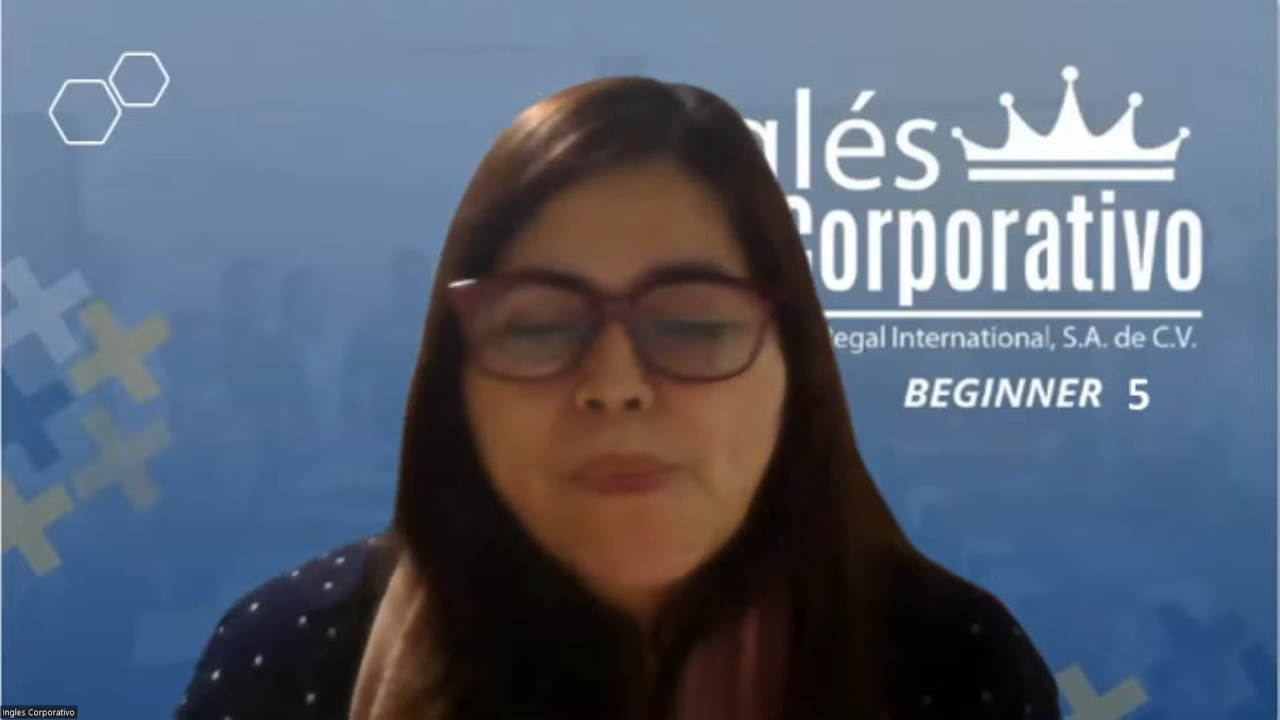 glés
Corporativo
egal International, S.A. de C.V.
BEGINNER 5
Ingles Corporativo